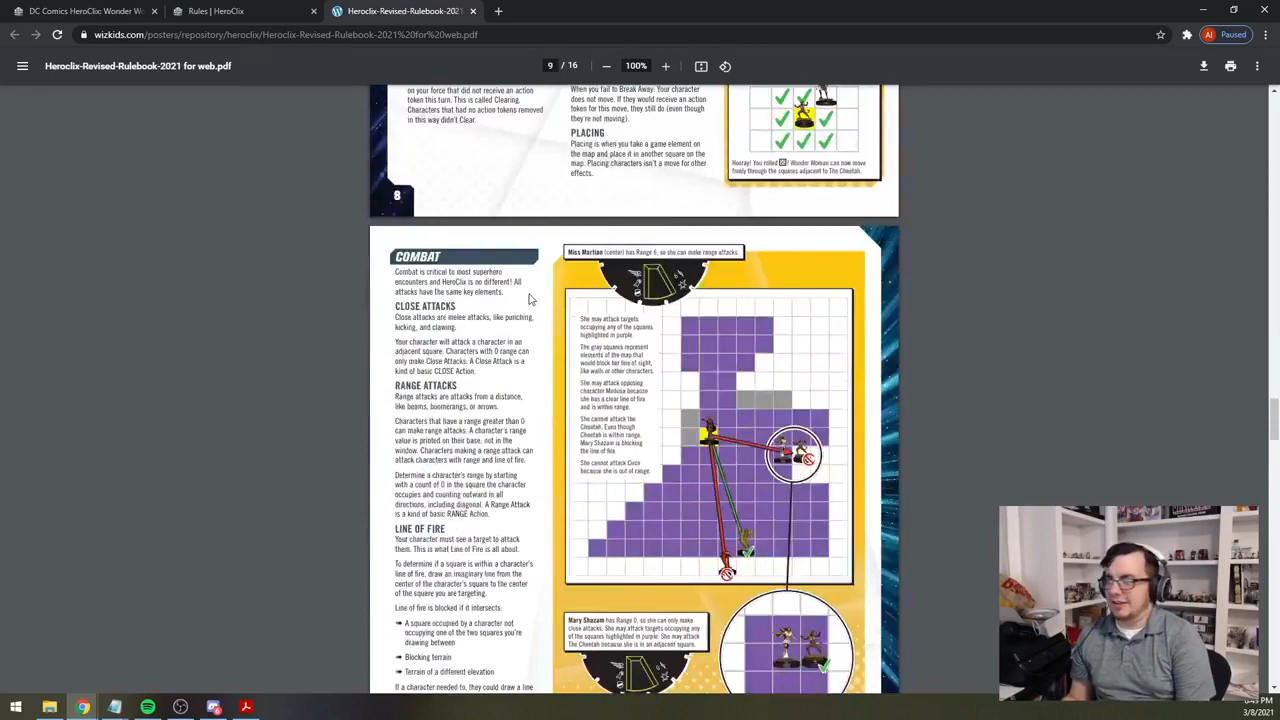 DC Comics HeroClix Wonder Wo
Rules | HeroClix
Heroclix-Revised-Rulebook-2021
wizkids.com/posters/repository/heroclix/Heroclix-Revised-Rulebook-2021%20for%20web.pdf
AI
Paused
Heroclix-Revised-Rulebook-2021 for web.pdf
9 / 16
100%
on your force that did not receive an action
token this turn. This is called Clearing.
Characters that had no action tokens removed
in this way didn't Clear.
8
When you fail to Break Away: Your character
does not move. If they would receive an action
token for this move, they still do (even though
they're not moving).
PLACING
Placing is when you take a game element on
the map and place it in another square on the
map. Placing characters isn't a move for other
effects.
Hooray! You rolled ! Wonder Woman can now move
freely through the squares adjacent to The Cheetah.
COMBAT
Combat is critical to most superhero
encounters and HeroClix is no different! All
attacks have the same key elements.
CLOSE ATTACKS
Close attacks are melee attacks, like punching,
kicking, and clawing.
Your character will attack a character in an
adjacent square. Characters with 0 range can
only make Close Attacks. A Close Attack is a
kind of basic CLOSE Action.
RANGE ATTACKS
Range attacks are attacks from a distance,
like beams, boomerangs, or arrows.
Characters that have a range greater than 0
can make range attacks. A character's range
value is printed on their base, not in the
window. Characters making a range attack can
attack characters with range and line of fire.
Determine a character's range by starting
with a count of 0 in the square the character
occupies and counting outward in all
directions, including diagonal. A Range Attack
is a kind of basic RANGE Action.
LINE OF FIRE
Your character must see a target to attack
them. This is what Line of Fire is all about.
To determine if a square is within a character's
line of fire, draw an imaginary line from the
center of the character's square to the center
of the square you are targeting.
Line of fire is blocked if it intersects:
A square occupied by a character not
occupying one of the two squares you're
drawing between
Blocking terrain
Terrain of a different elevation
If a character needed to, they could draw a line
Miss Martian (center) has Range 6, so she can make range attacks.
She may attack targets
occupying any of the squares
highlighted in purple.
The gray squares represent
elements of the map that
would block her line of sight,
like walls or other characters.
She may attack opposing
character Medusa because
she has a clear line of fire
and is within range.
She cannot attack the
Cheetah. Even though
Cheetah is within range,
Mary Shazam is blocking
the line of fire.
She cannot attack Circe
because she is out of range.
Mary Shazam has Range 0, so she can only make
close attacks. She may attack targets occupying any
of the squares highlighted in purple. She may attack
The Cheetah because she is in an adjacent square.
6:45 PM
3/8/2021